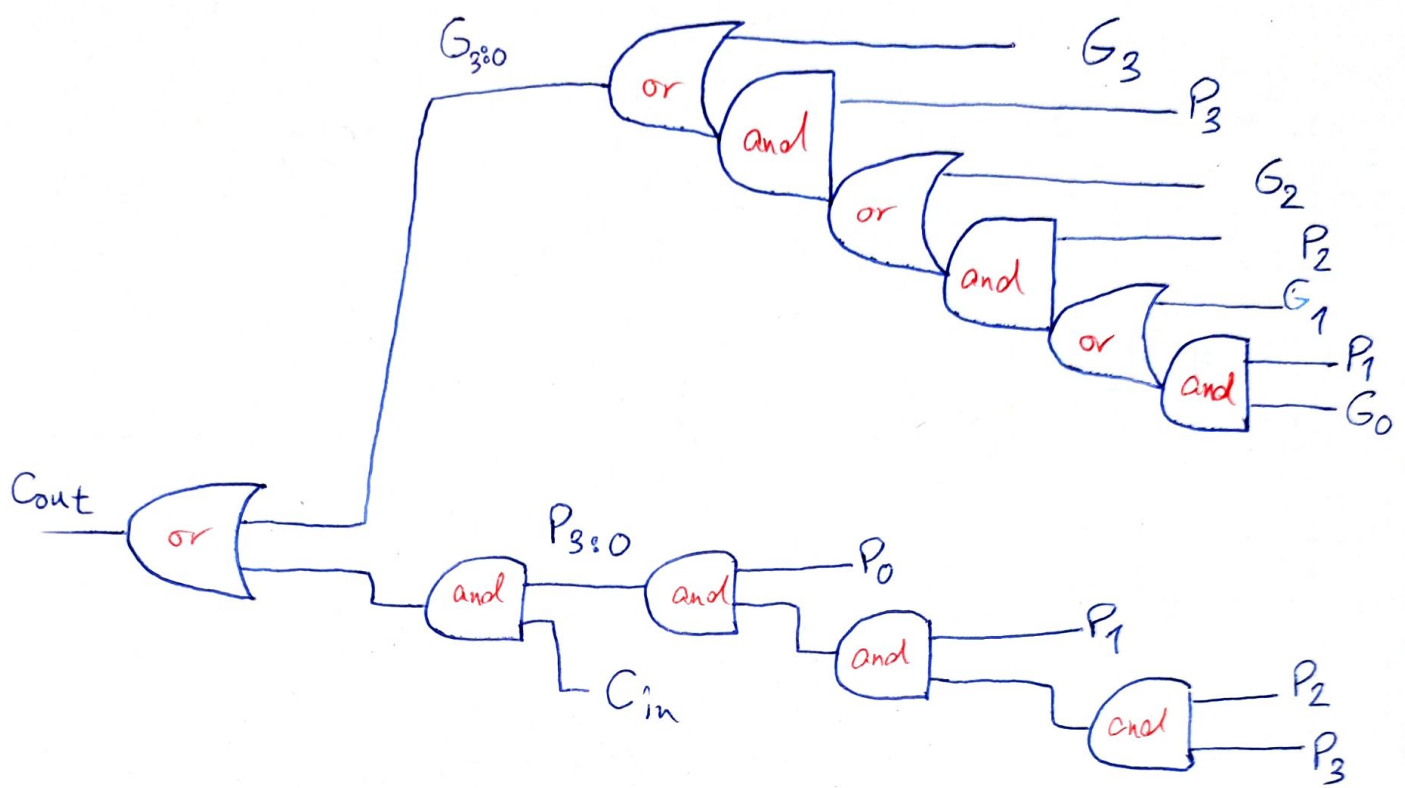 G3:0
G3
or
P3
and
G2
or
P2
and
G1
or
P1
and
G0
Cout
or
P3:0
P0
and
and
P1
and
Cin
P2
and
P3